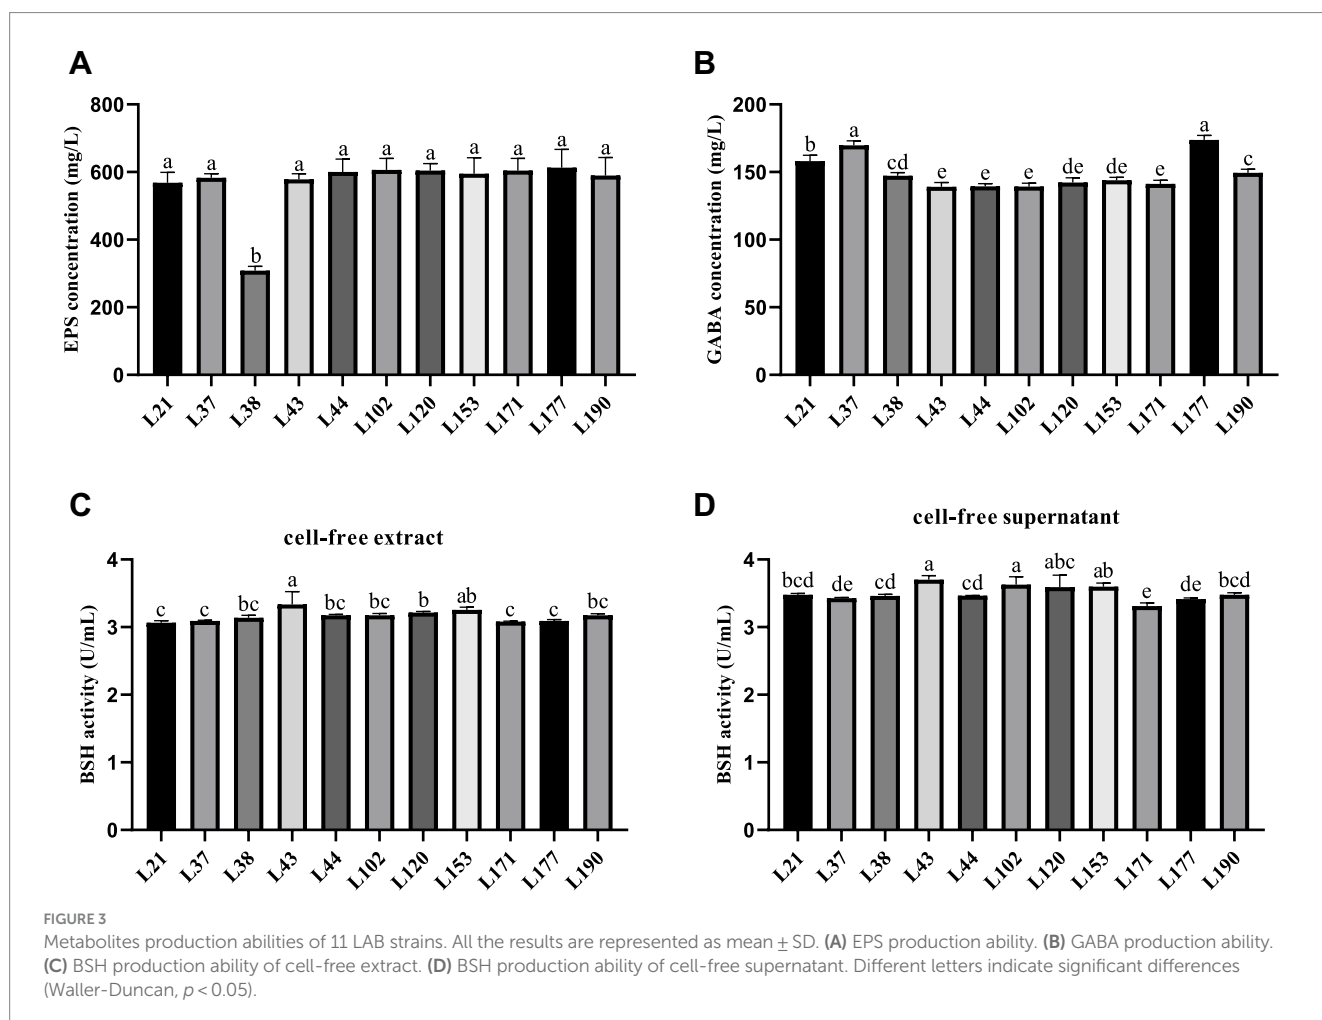 A
EPS concentration (mg/L)
800
600
400
200
0
a a b a a a a a a a a
L21 L37 L38 L43 L44 L102 L120 L153 L171 L177 L190
B
GABA concentration (mg/L)
200
150
100
50
0
b a cd e e e de de e a c
L21 L37 L38 L43 L44 L102 L120 L153 L171 L177 L190
C
cell-free extract
BSH activity (U/mL)
4
3
2
1
0
c c bc a bc bc b ab c c bc
L21 L37 L38 L43 L44 L102 L120 L153 L171 L177 L190
D
cell-free supernatant
BSH activity (U/mL)
4
3
2
1
0
bcd de cd a cd a abc ab e de bcd
L21 L37 L38 L43 L44 L102 L120 L153 L171 L177 L190
FIGURE 3
Metabolites production abilities of 11 LAB strains. All the results are represented as mean ± SD. (A) EPS production ability. (B) GABA production ability.
(C) BSH production ability of cell-free extract. (D) BSH production ability of cell-free supernatant. Different letters indicate significant differences
(Waller-Duncan, p < 0.05).